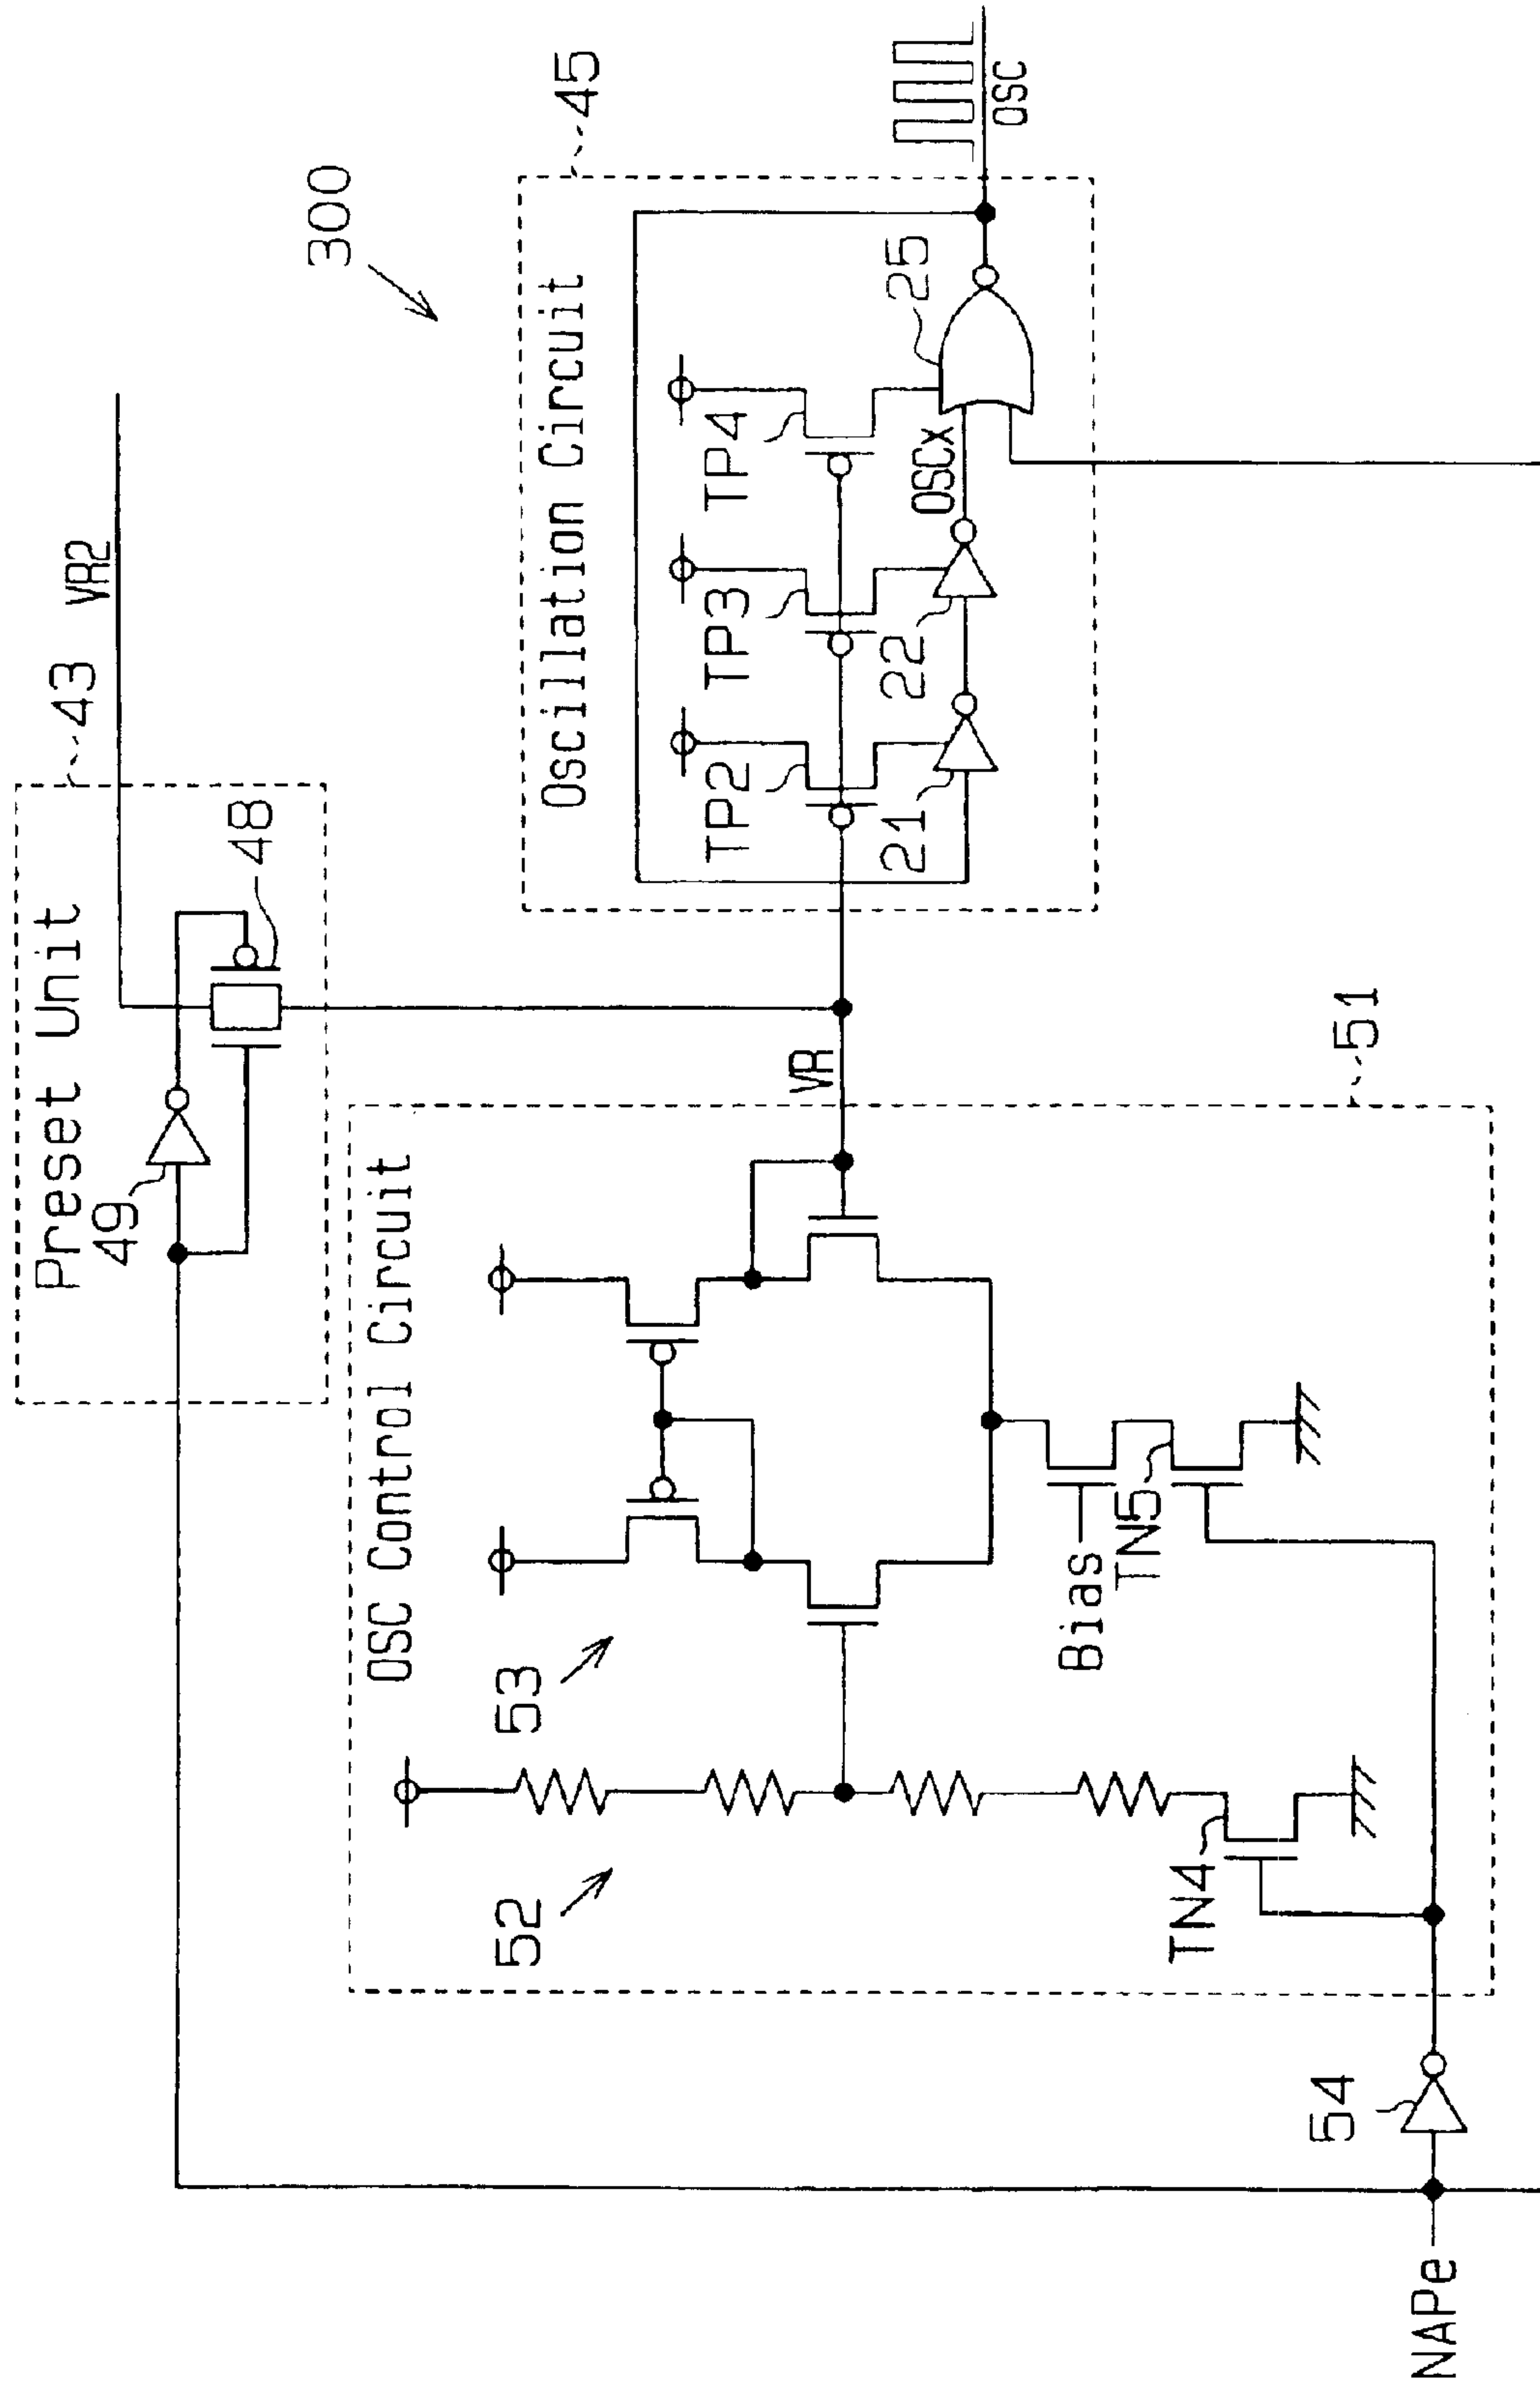 300
Preset Unit
43
49
48
VR2
OSC Control Circuit
51
52
53
TN4
Bias
TN5
54
NAPe
VR
Oscillation Circuit
45
TP2
TP3
TP4
21
22
25
OSCx
OSC